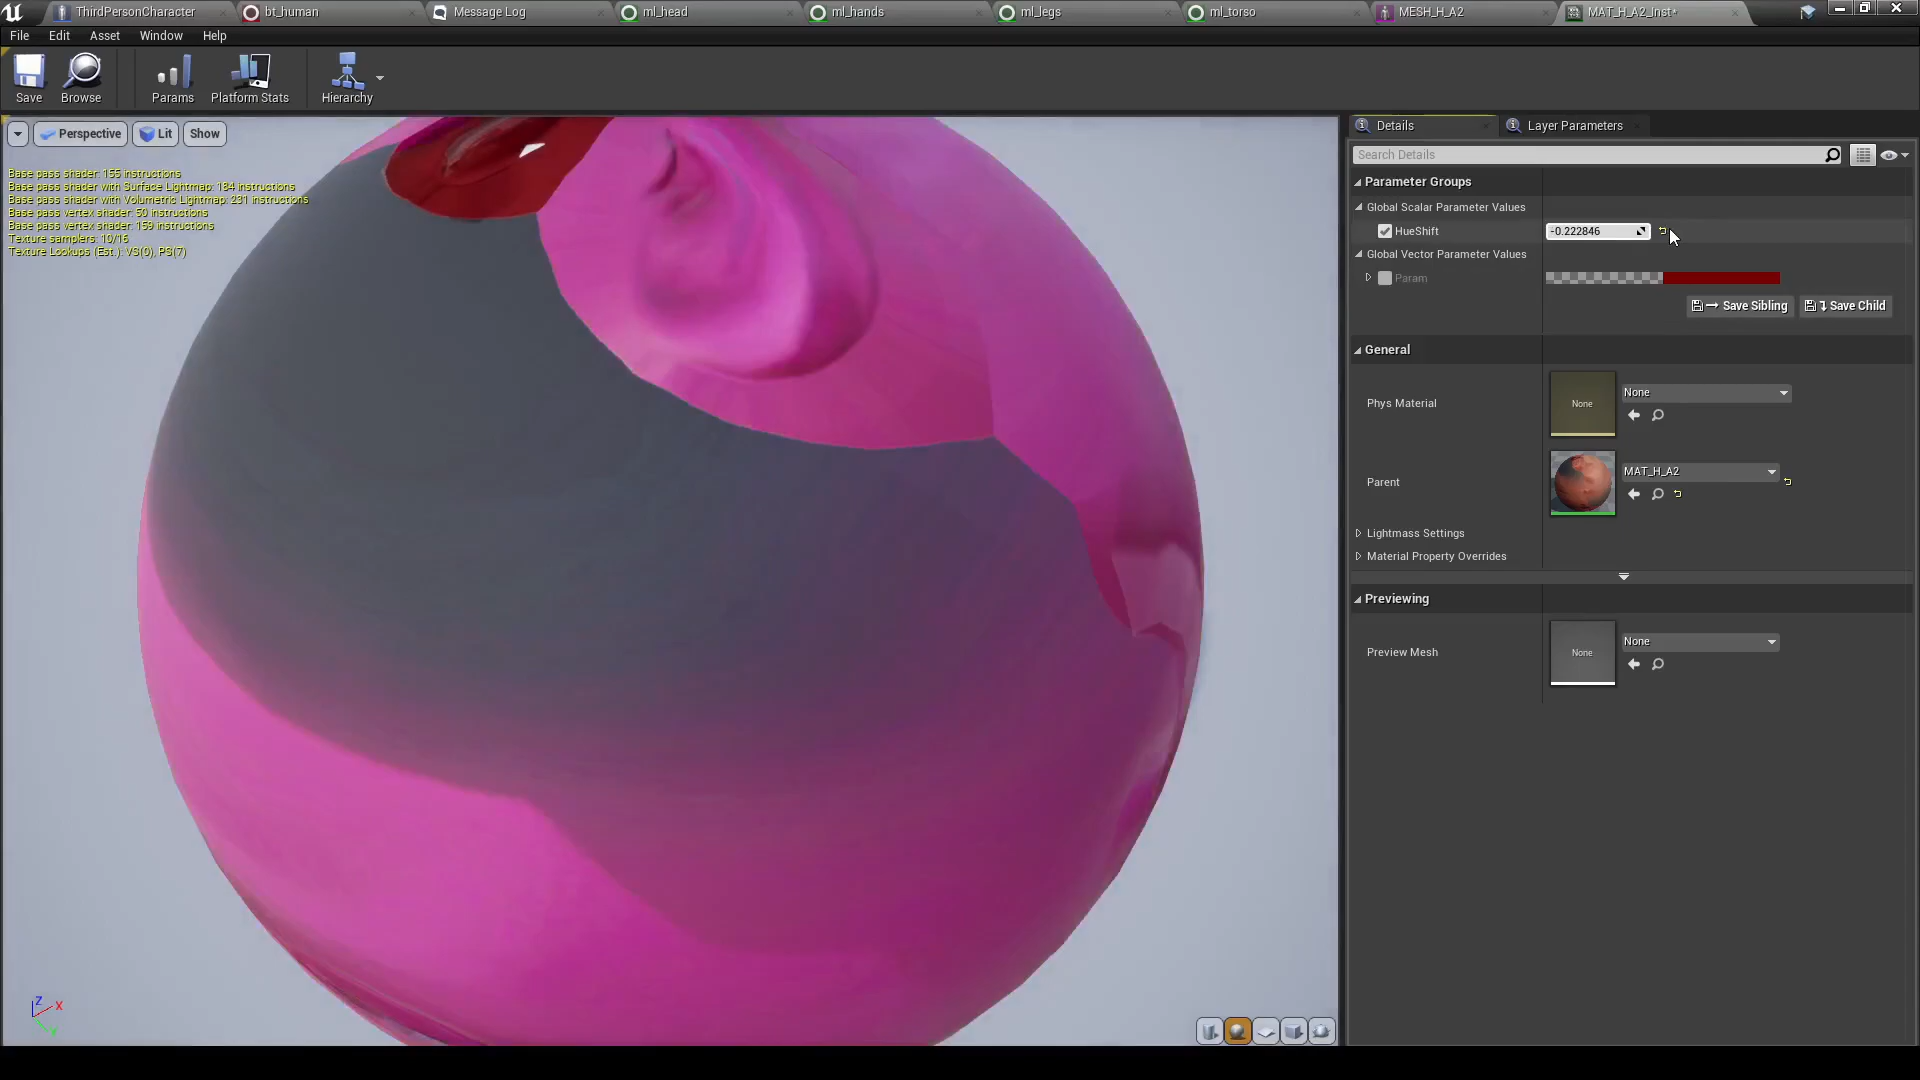 ThirdPersonCharacter
bt_human
Message Log
ml_head
ml_hands
ml_legs
ml_torso
MESH_H_A2
MAT_H_A2_Inst*
File Edit Asset Window Help
Save
Browse
Params
Platform Stats
Hierarchy
Perspective
Lit
Show
Base pass shader: 155 instructions
Base pass shader with Surface Lightmap: 184 instructions
Base pass shader with Volumetric Lightmap: 231 instructions
Base pass vertex shader: 50 instructions
Base pass vertex shader: 159 instructions
Texture samplers: 10/16
Texture Lookups (Est.): VS(0), PS(7)
Z
X
Y
Details
Layer Parameters
Search Details
Parameter Groups
Global Scalar Parameter Values
HueShift
-0.222846
Global Vector Parameter Values
Param
Save Sibling
Save Child
General
Phys Material
None
None
Parent
MAT_H_A2
Lightmass Settings
Material Property Overrides
Previewing
Preview Mesh
None
None